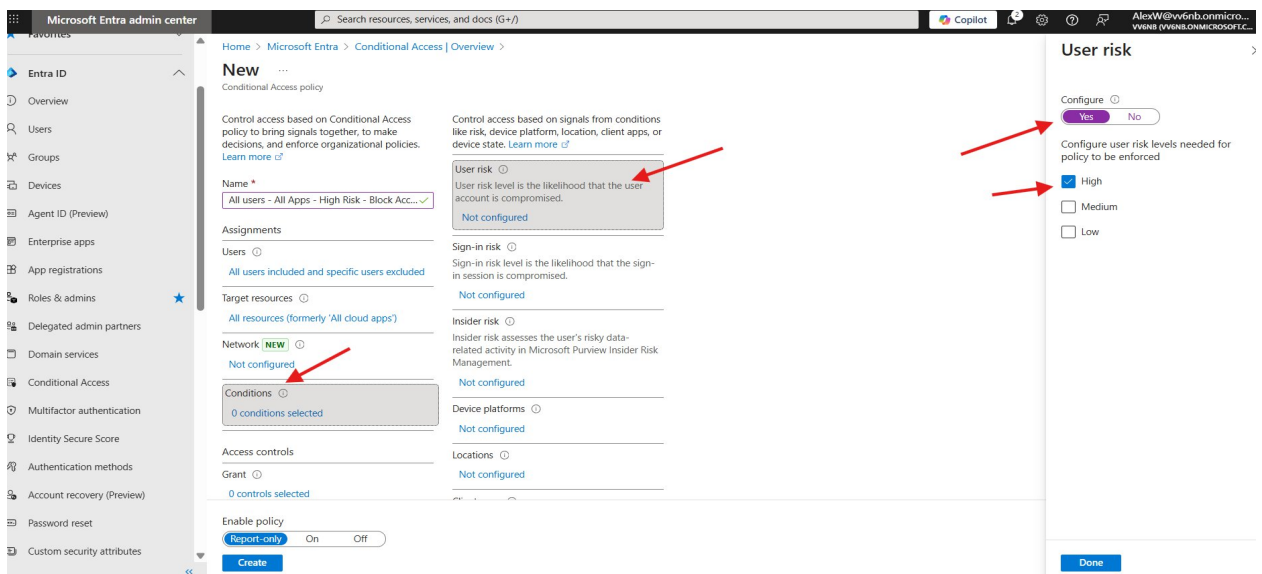 Microsoft Entra admin center
Search resources, services, and docs (G+/)
Copilot
2
AlexW@vv6nb.onmicro...
VV6NB (VV6NB.ONMICROSOFT.C...
Favorites
Entra ID
Overview
Users
Groups
Devices
Agent ID (Preview)
Enterprise apps
App registrations
Roles & admins
Delegated admin partners
Domain services
Conditional Access
Multifactor authentication
Identity Secure Score
Authentication methods
Account recovery (Preview)
Password reset
Custom security attributes
Home > Microsoft Entra > Conditional Access | Overview >
New ...
Conditional Access policy
Control access based on Conditional Access
policy to bring signals together, to make
decisions, and enforce organizational policies.
Learn more
Name *
All users - All Apps - High Risk - Block Acc...
Assignments
Users
All users included and specific users excluded
Target resources
All resources (formerly 'All cloud apps')
Network NEW
Not configured
Conditions
0 conditions selected
Access controls
Grant
0 controls selected
Control access based on signals from conditions
like risk, device platform, location, client apps, or
device state. Learn more
User risk
User risk level is the likelihood that the user
account is compromised.
Not configured
Sign-in risk
Sign-in risk level is the likelihood that the sign-
in session is compromised.
Not configured
Insider risk
Insider risk assesses the user's risky data-
related activity in Microsoft Purview Insider Risk
Management.
Not configured
Device platforms
Not configured
Locations
Not configured
Enable policy
Report-only On Off
Create
User risk
Configure
Yes No
Configure user risk levels needed for
policy to be enforced
High
Medium
Low
Done